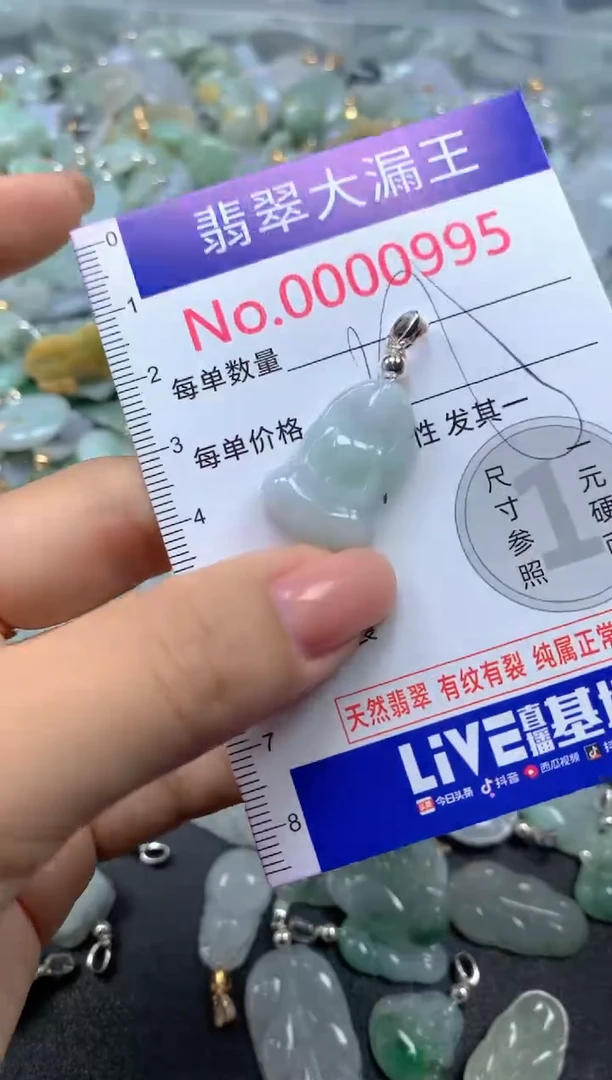 翡翠大漏王
No.0000995
每单数量
每单价格
性 发其一
尺寸参照
1
元硬
天然翡翠 有纹有裂 纯属正常
LiVE直播基
今日头条 抖音 西瓜视频
0
1
2
3
4
7
8